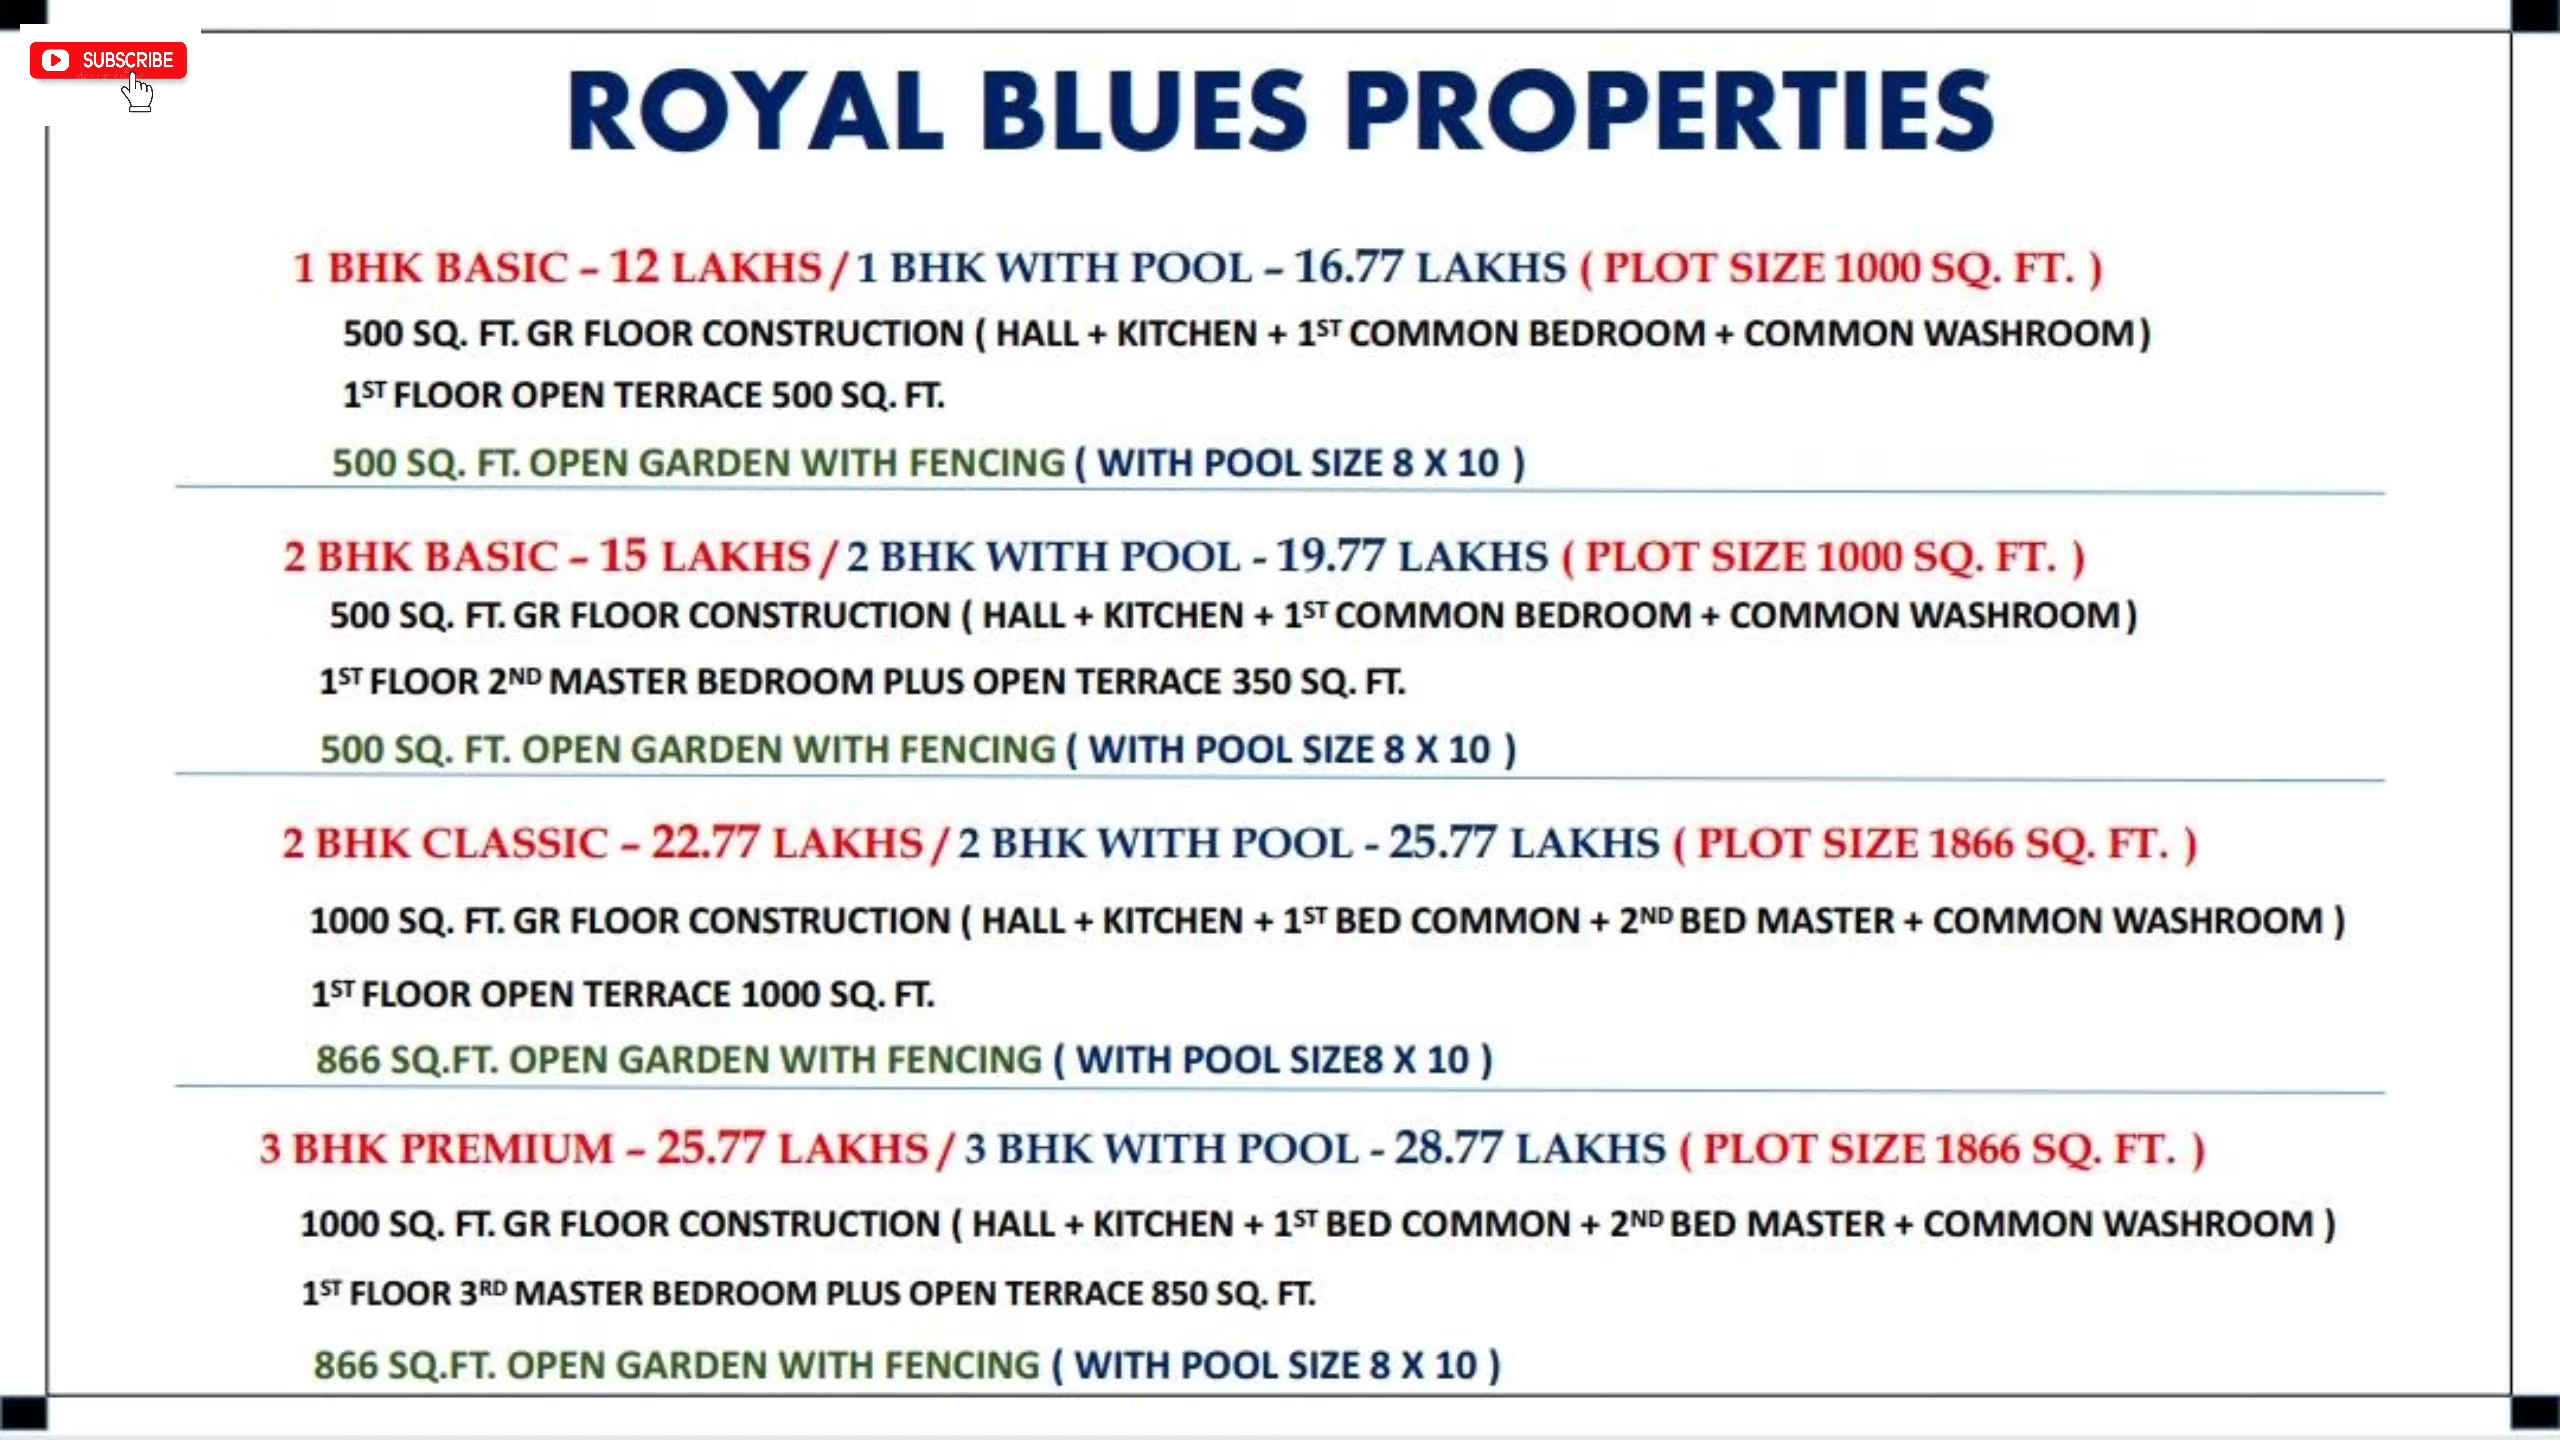 SUBSCRIBE
ROYAL BLUES PROPERTIES
1 BHK BASIC – 12 LAKHS / 1 BHK WITH POOL – 16.77 LAKHS ( PLOT SIZE 1000 SQ. FT. )
500 SQ. FT. GR FLOOR CONSTRUCTION ( HALL + KITCHEN + 1ST COMMON BEDROOM + COMMON WASHROOM )
1ST FLOOR OPEN TERRACE 500 SQ. FT.
500 SQ. FT. OPEN GARDEN WITH FENCING ( WITH POOL SIZE 8 X 10 )
2 BHK BASIC – 15 LAKHS / 2 BHK WITH POOL - 19.77 LAKHS ( PLOT SIZE 1000 SQ. FT. )
500 SQ. FT. GR FLOOR CONSTRUCTION ( HALL + KITCHEN + 1ST COMMON BEDROOM + COMMON WASHROOM )
1ST FLOOR 2ND MASTER BEDROOM PLUS OPEN TERRACE 350 SQ. FT.
500 SQ. FT. OPEN GARDEN WITH FENCING ( WITH POOL SIZE 8 X 10 )
2 BHK CLASSIC – 22.77 LAKHS / 2 BHK WITH POOL - 25.77 LAKHS ( PLOT SIZE 1866 SQ. FT. )
1000 SQ. FT. GR FLOOR CONSTRUCTION ( HALL + KITCHEN + 1ST BED COMMON + 2ND BED MASTER + COMMON WASHROOM )
1ST FLOOR OPEN TERRACE 1000 SQ. FT.
866 SQ.FT. OPEN GARDEN WITH FENCING ( WITH POOL SIZE8 X 10 )
3 BHK PREMIUM – 25.77 LAKHS / 3 BHK WITH POOL - 28.77 LAKHS ( PLOT SIZE 1866 SQ. FT. )
1000 SQ. FT. GR FLOOR CONSTRUCTION ( HALL + KITCHEN + 1ST BED COMMON + 2ND BED MASTER + COMMON WASHROOM )
1ST FLOOR 3RD MASTER BEDROOM PLUS OPEN TERRACE 850 SQ. FT.
866 SQ.FT. OPEN GARDEN WITH FENCING ( WITH POOL SIZE 8 X 10 )